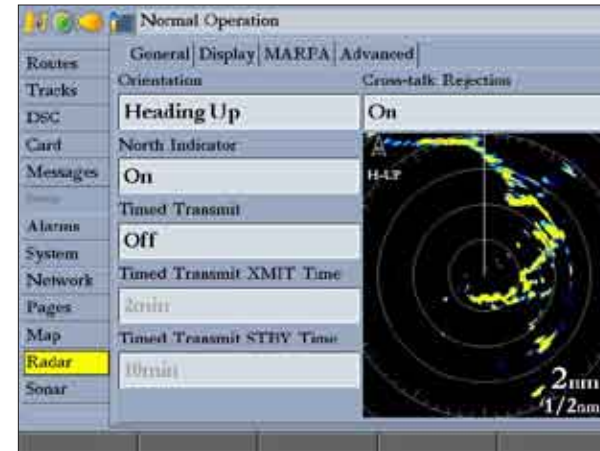 Normal Operation
General Display MARPA Advanced
Routes
Tracks
DSC
Card
Messages
Alarms
System
Network
Pages
Map
Radar
Sonar
Orientation
Heading Up
North Indicator
On
Timed Transmit
Off
Timed Transmit XMIT Time
2min
Timed Transmit STBY Time
10min
Cross-talk Rejection
On
H-UP
2nm
1/2nm